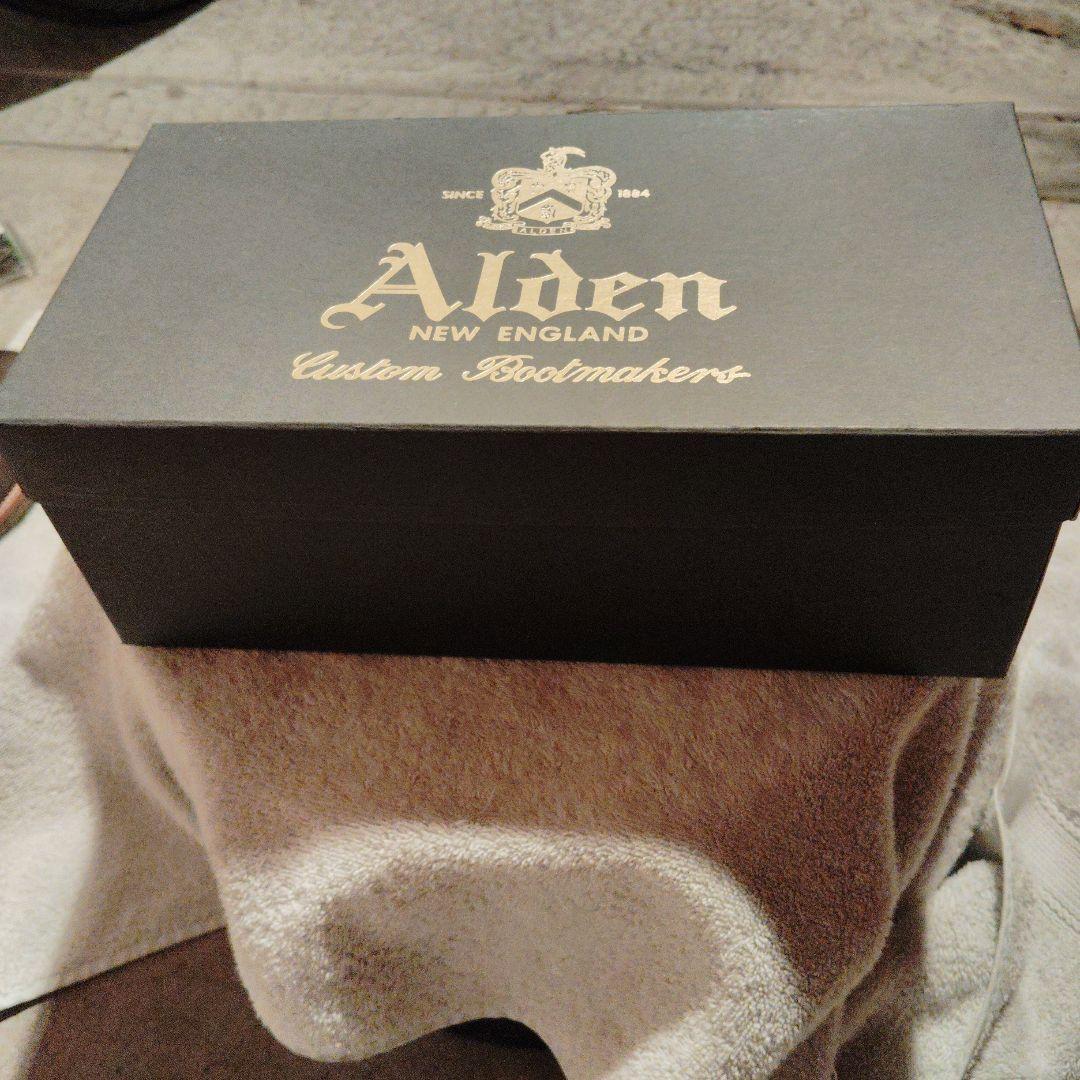 SINCE 1884
ALDEN
Alden
NEW ENGLAND
Custom Bootmakers